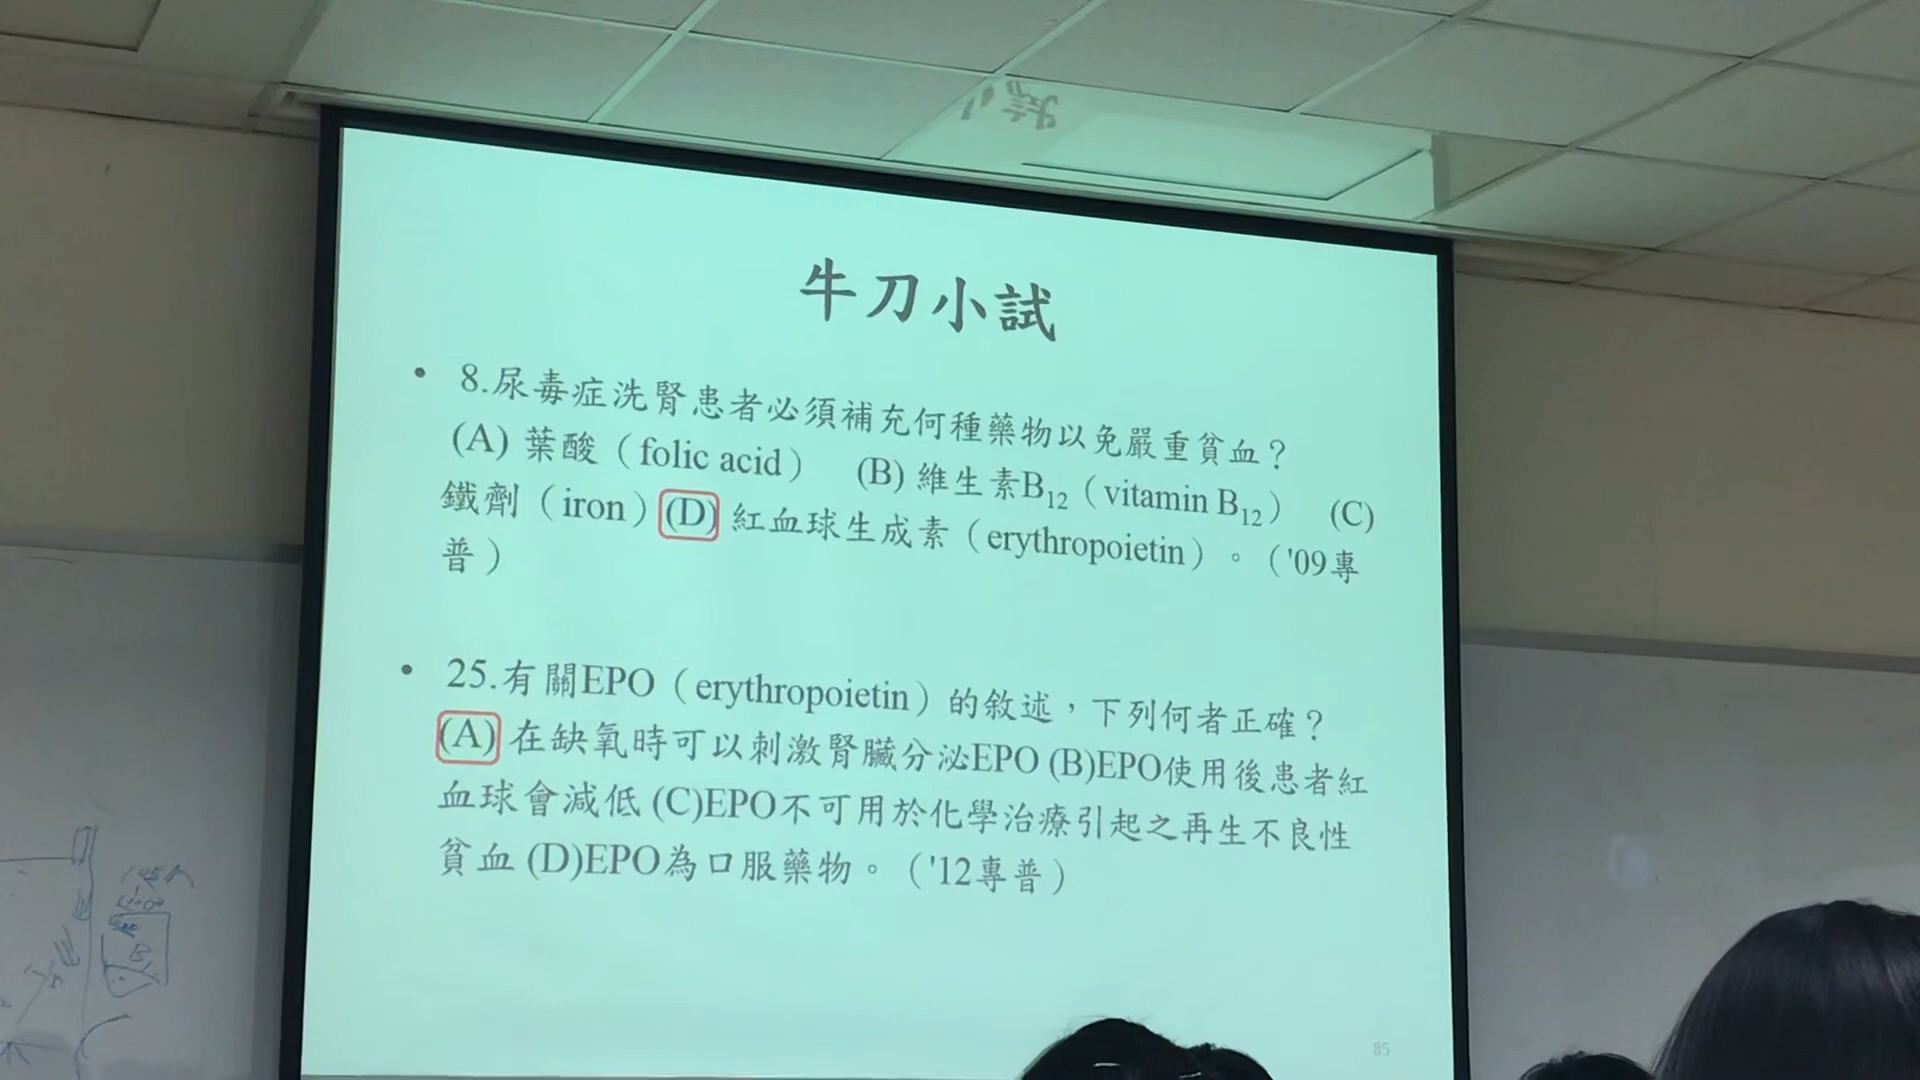 牛刀小試
• 8.尿毒症洗腎患者必須補充何種藥物以免嚴重貧血？
(A) 葉酸（folic acid） (B) 維生素B₁₂（vitamin B₁₂） (C)
鐵劑（iron）(D) 紅血球生成素（erythropoietin）。（'09專
普）
• 25.有關EPO（erythropoietin）的敘述，下列何者正確？
(A) 在缺氧時可以刺激腎臟分泌EPO (B)EPO使用後患者紅
血球會減低 (C)EPO不可用於化學治療引起之再生不良性
貧血 (D)EPO為口服藥物。（'12專普）
85